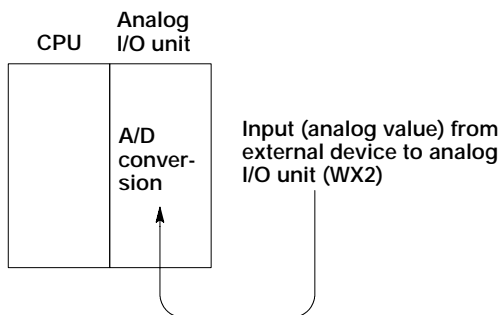 CPU
Analog
I/O unit
A/D
conver-
sion
Input (analog value) from
external device to analog
I/O unit (WX2)